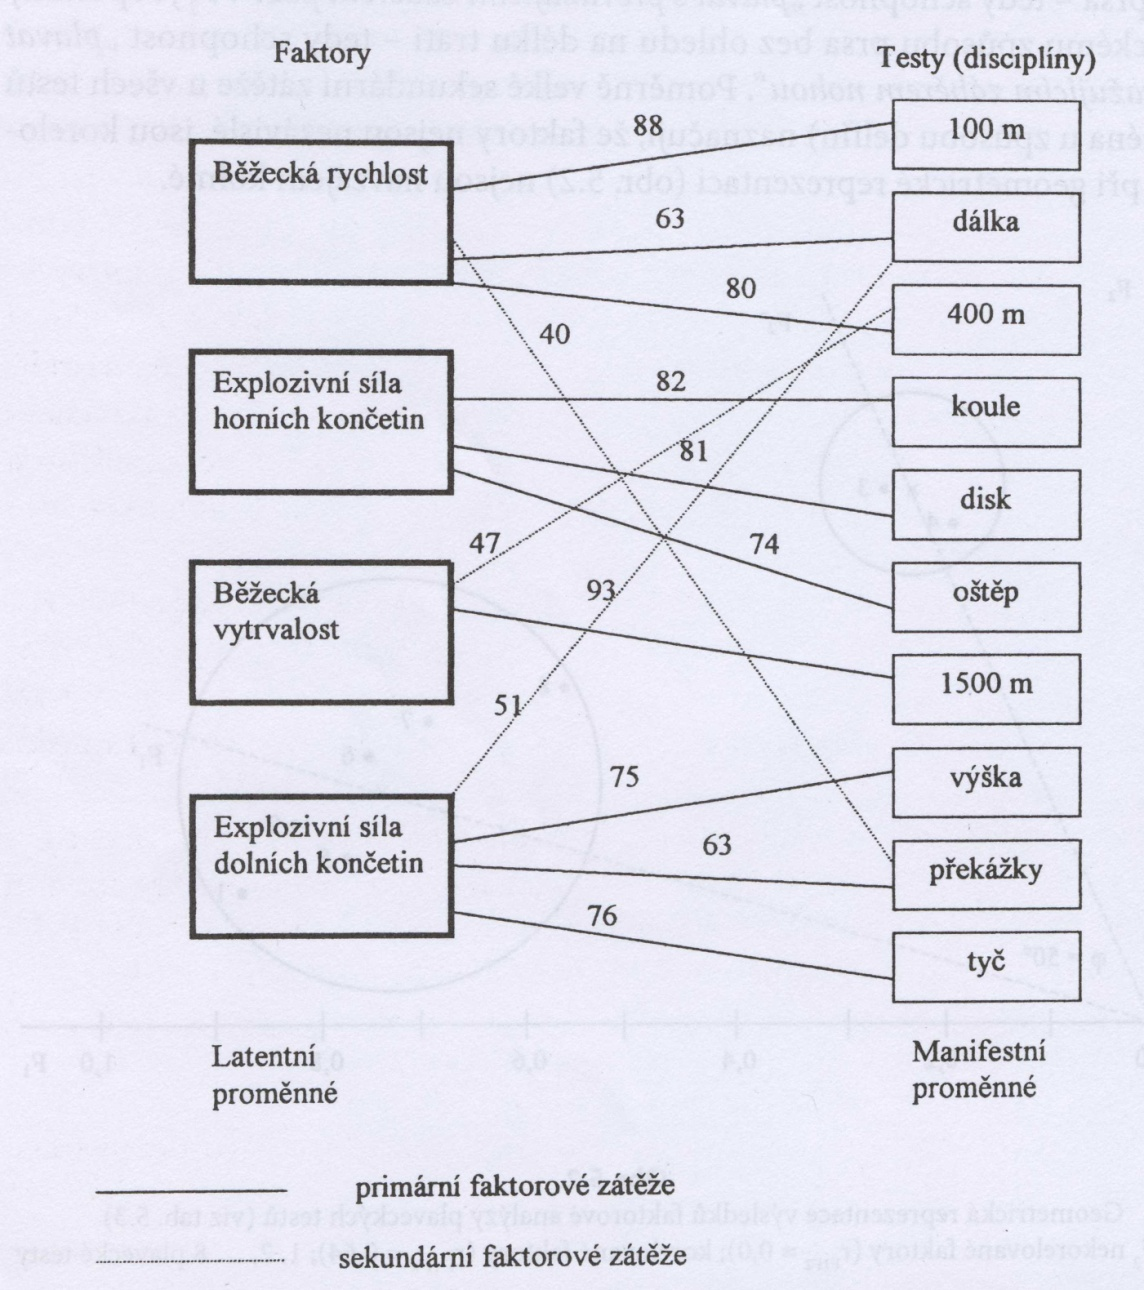 Faktory
Testy (disciplíny)
Běžecká rychlost
88
100 m
63
dálka
80
400 m
40
Explozivní síla
horních končetin
82
koule
81
disk
47
74
Běžecká
vytrvalost
93
oštěp
1500 m
51
75
výška
Explozivní síla
dolních končetin
63
překážky
76
tyč
Latentní
proměnné
Manifestní
proměnné
primární faktorové zátěže
sekundární faktorové zátěže